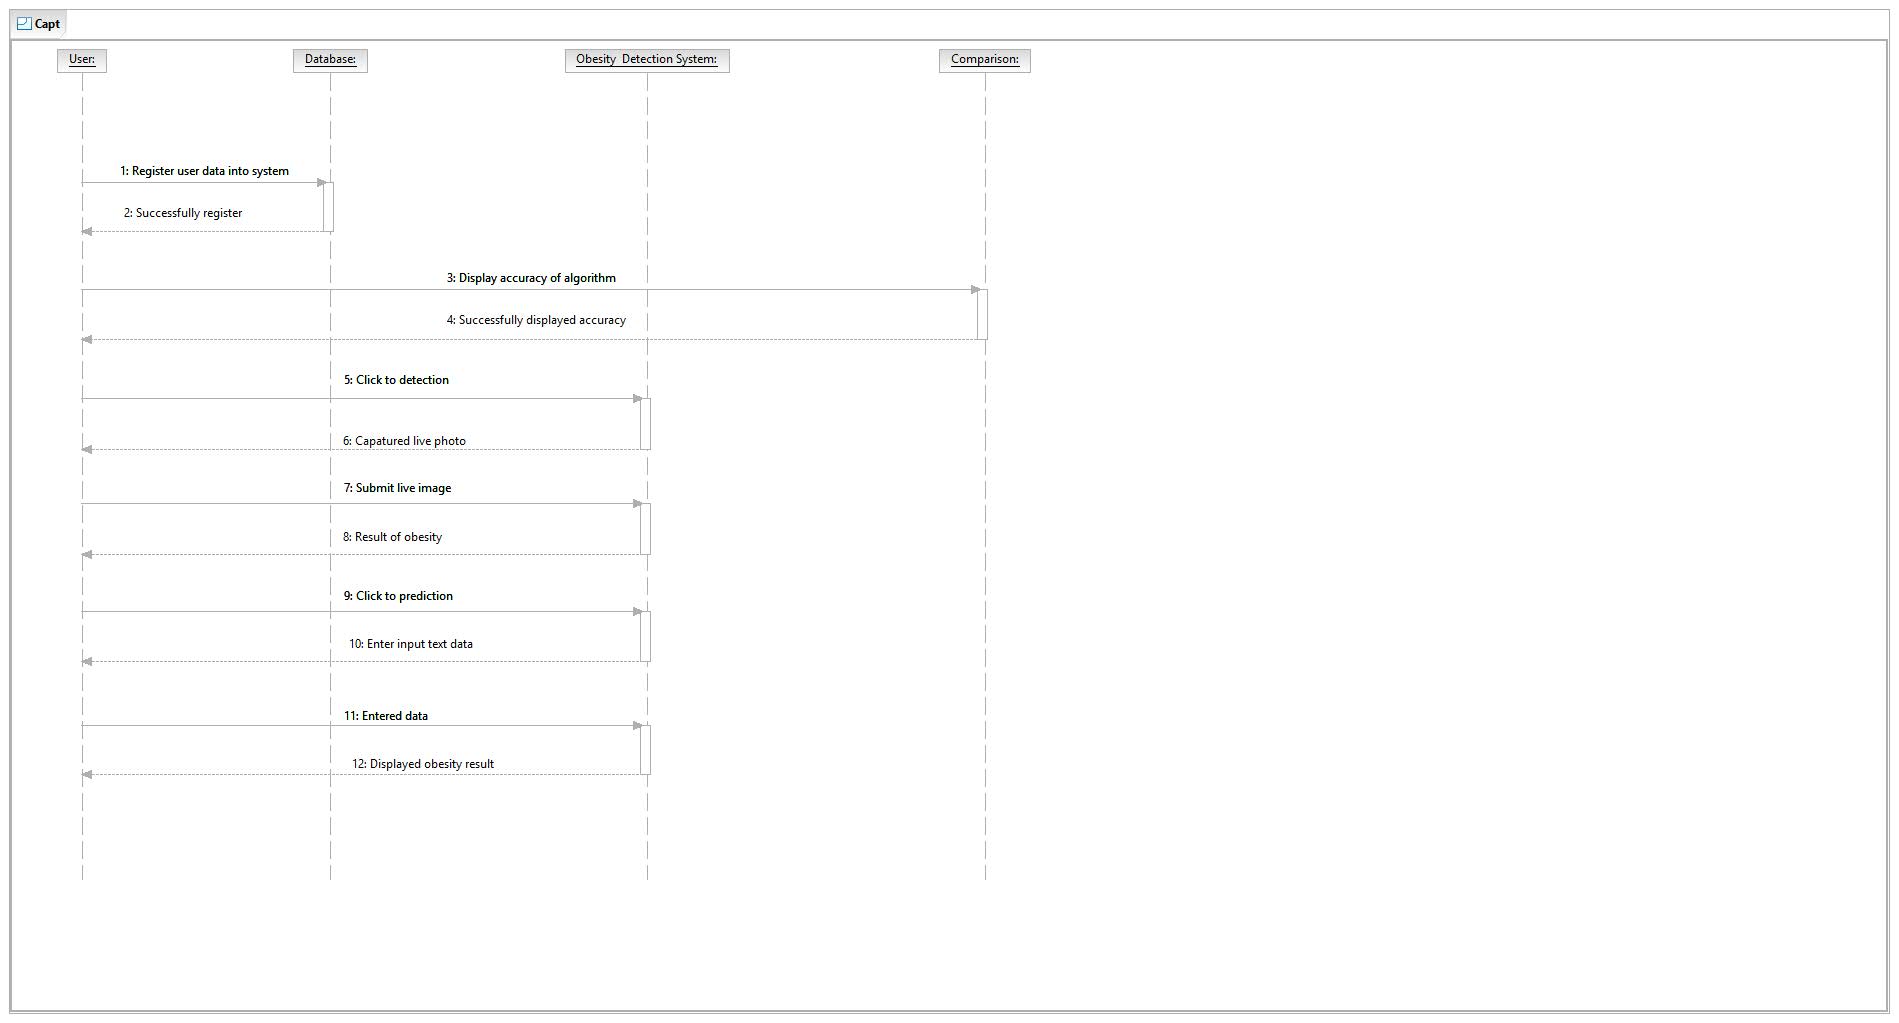 Capt
User:
Database:
Obesity Detection System:
Comparison:
1: Register user data into system
2: Successfully register
3: Display accuracy of algorithm
4: Successfully displayed accuracy
5: Click to detection
6: Capatured live photo
7: Submit live image
8: Result of obesity
9: Click to prediction
10: Enter input text data
11: Entered data
12: Displayed obesity result